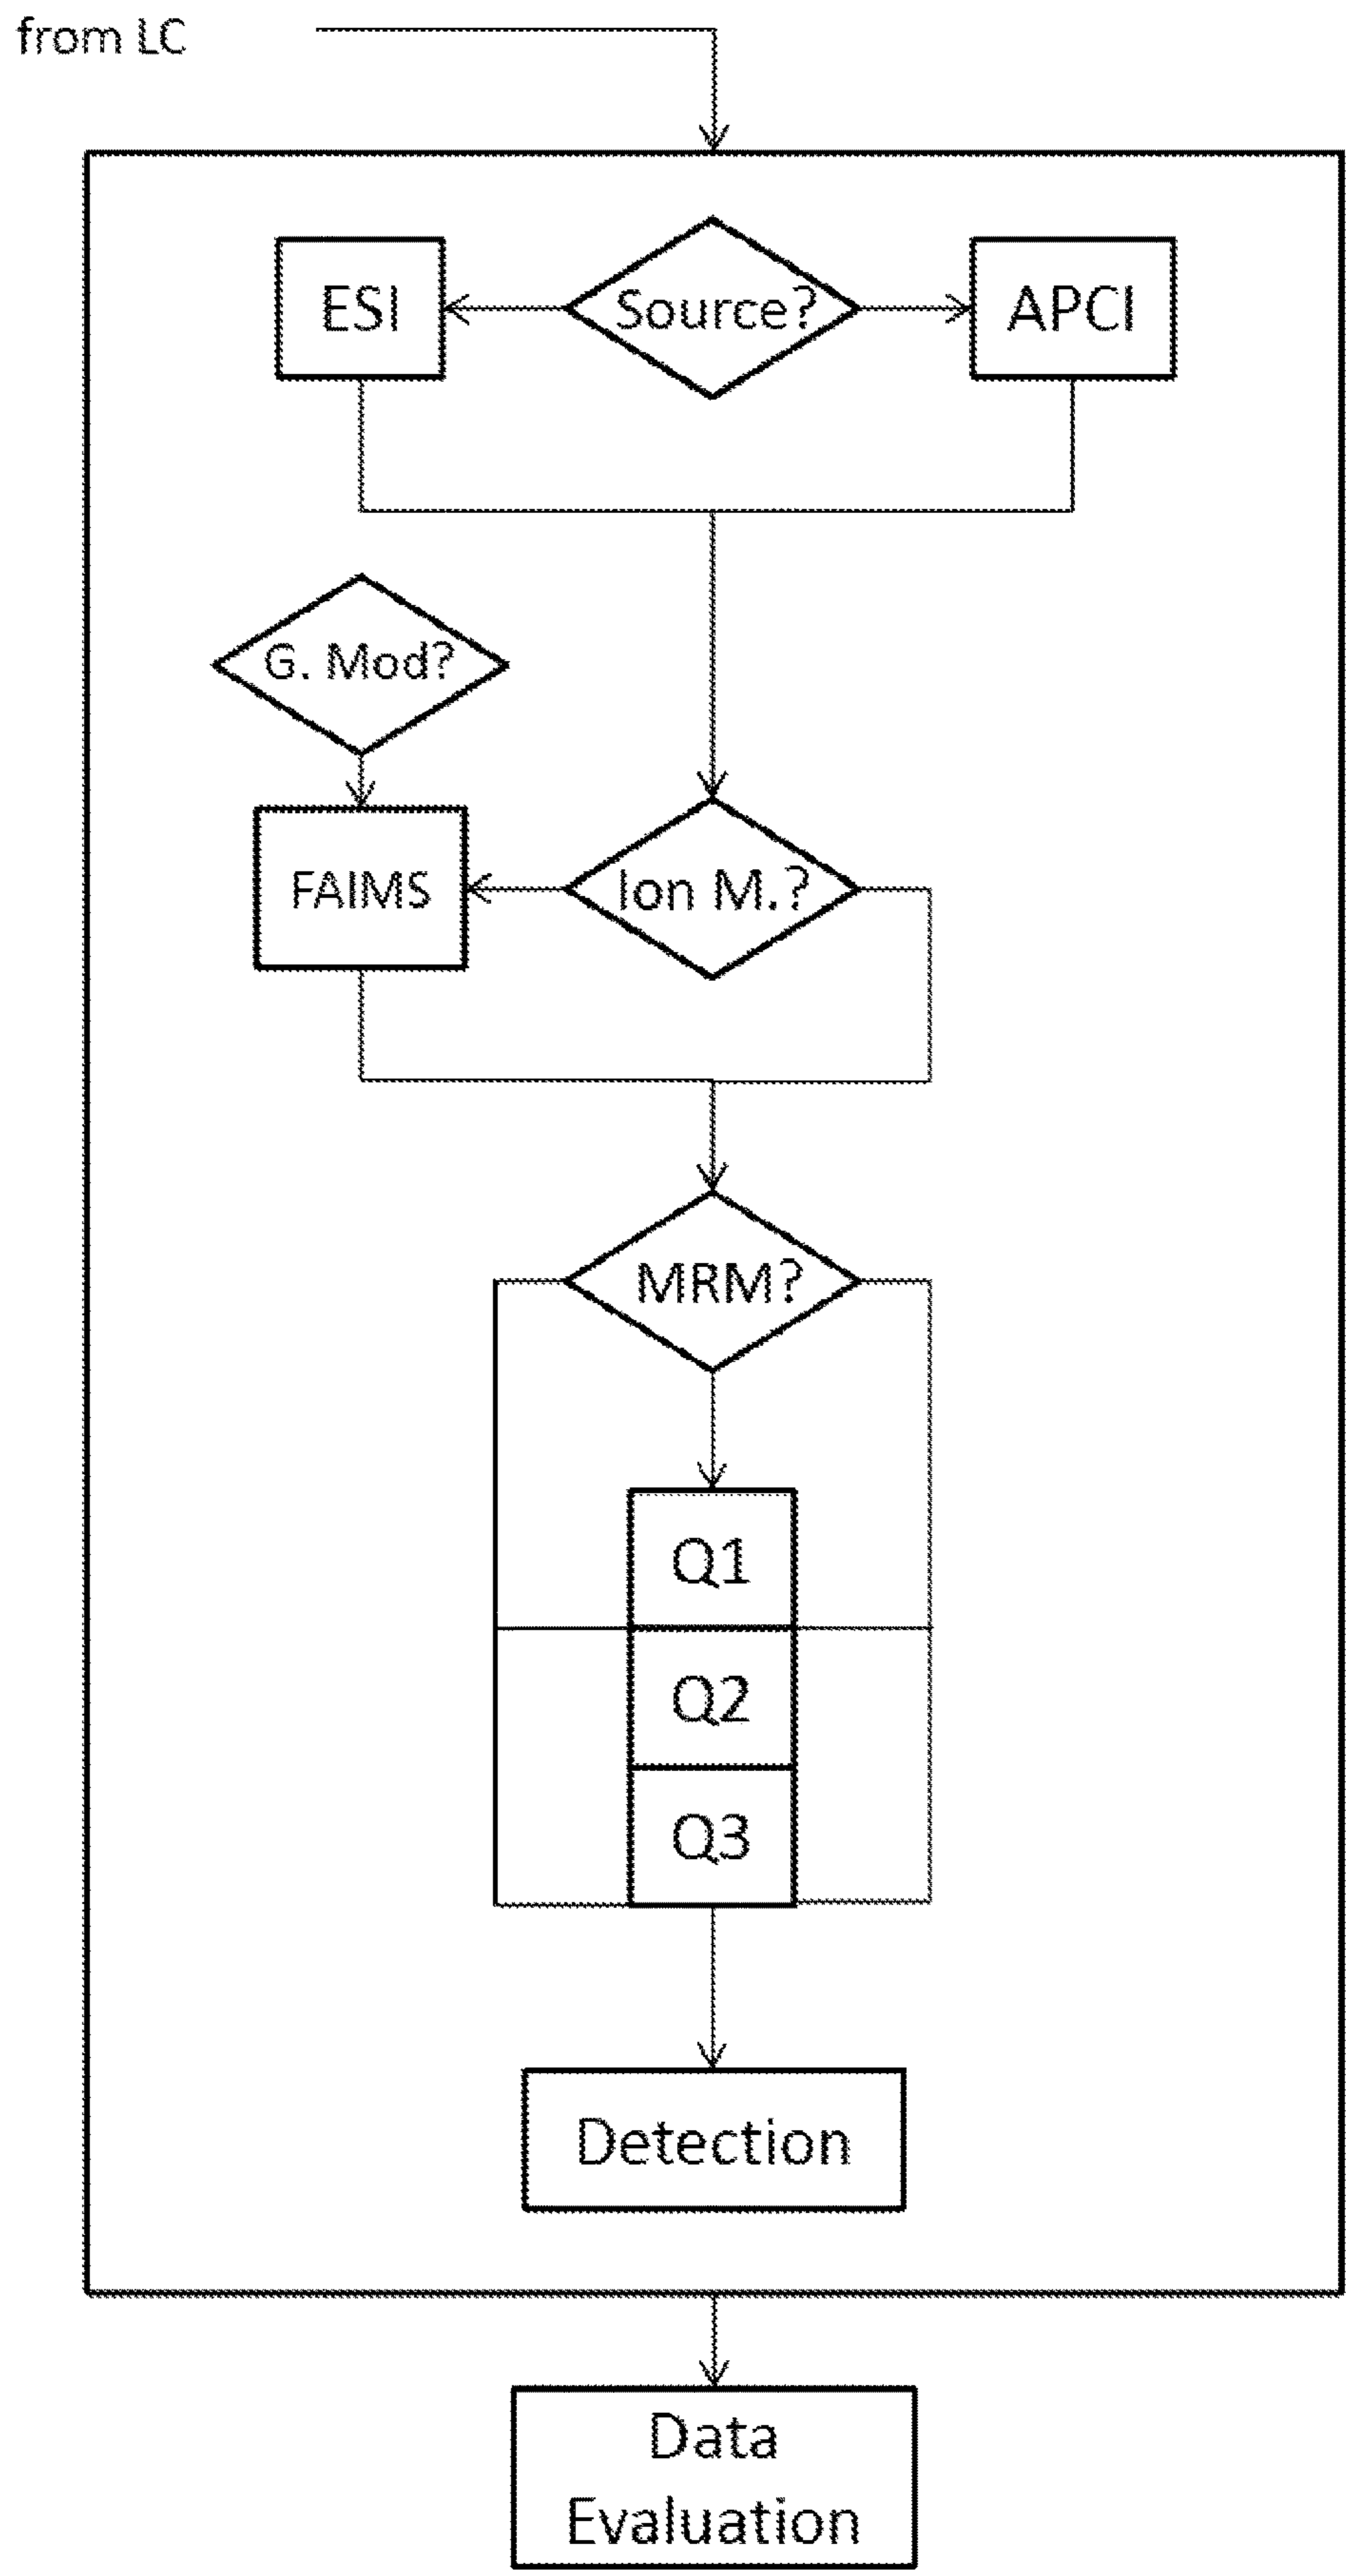 from LC
ESI
Source?
APCI
G. Mod?
FAIMS
Ion M.?
MRM?
Q1
Q2
Q3
Detection
Data
Evaluation